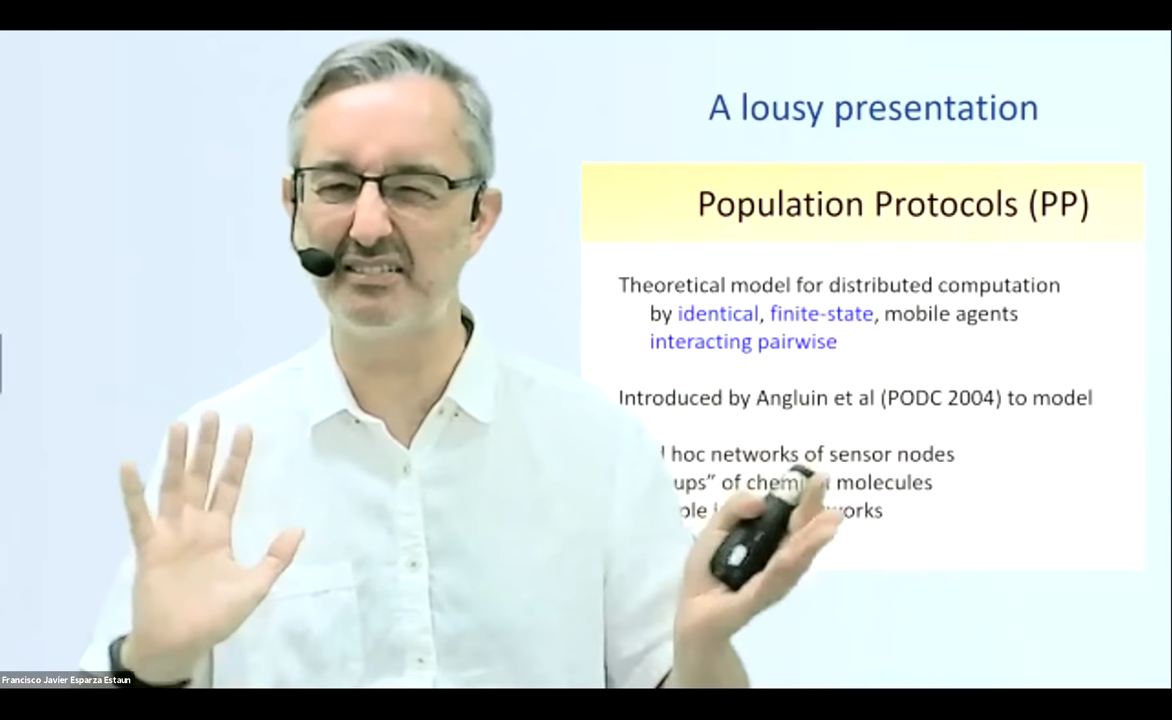 A lousy presentation
Population Protocols (PP)
Theoretical model for distributed computation
by identical, finite-state, mobile agents
interacting pairwise
Introduced by Angluin et al (PODC 2004) to model
hoc networks of sensor nodes
of molecules
Francisco Javier Esparza Estaun